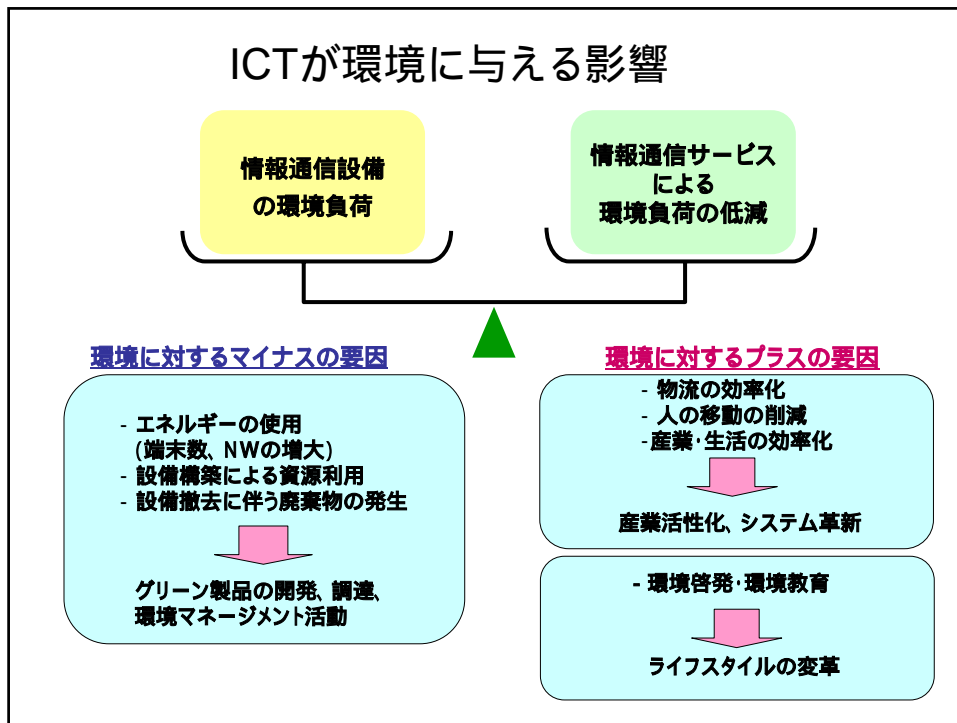 ICTが環境に与える影響
情報通信設備
の環境負荷
情報通信サービス
による
環境負荷の低減
環境に対するマイナスの要因
- エネルギーの使用
(端末数、NWの増大)
- 設備構築による資源利用
- 設備撤去に伴う廃棄物の発生
グリーン製品の開発、調達、
環境マネージメント活動
環境に対するプラスの要因
- 物流の効率化
- 人の移動の削減
-産業・生活の効率化
産業活性化、システム革新
- 環境啓発・環境教育
ライフスタイルの変革